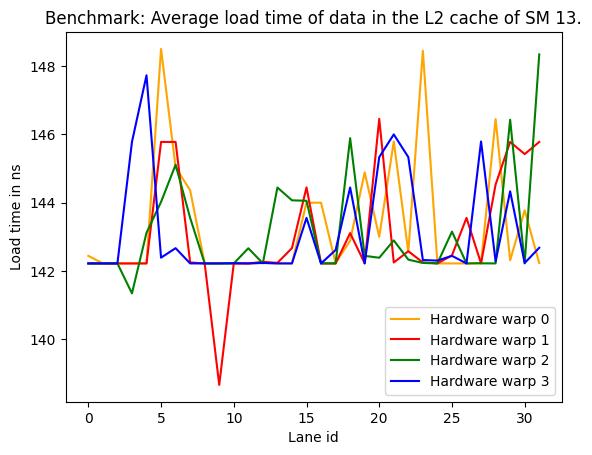 Benchmark: Average load time of data in the L2 cache of SM 13.
Load time in ns
148
146
144
142
140
Hardware warp 0
Hardware warp 1
Hardware warp 2
Hardware warp 3
0 5 10 15 20 25 30
Lane id